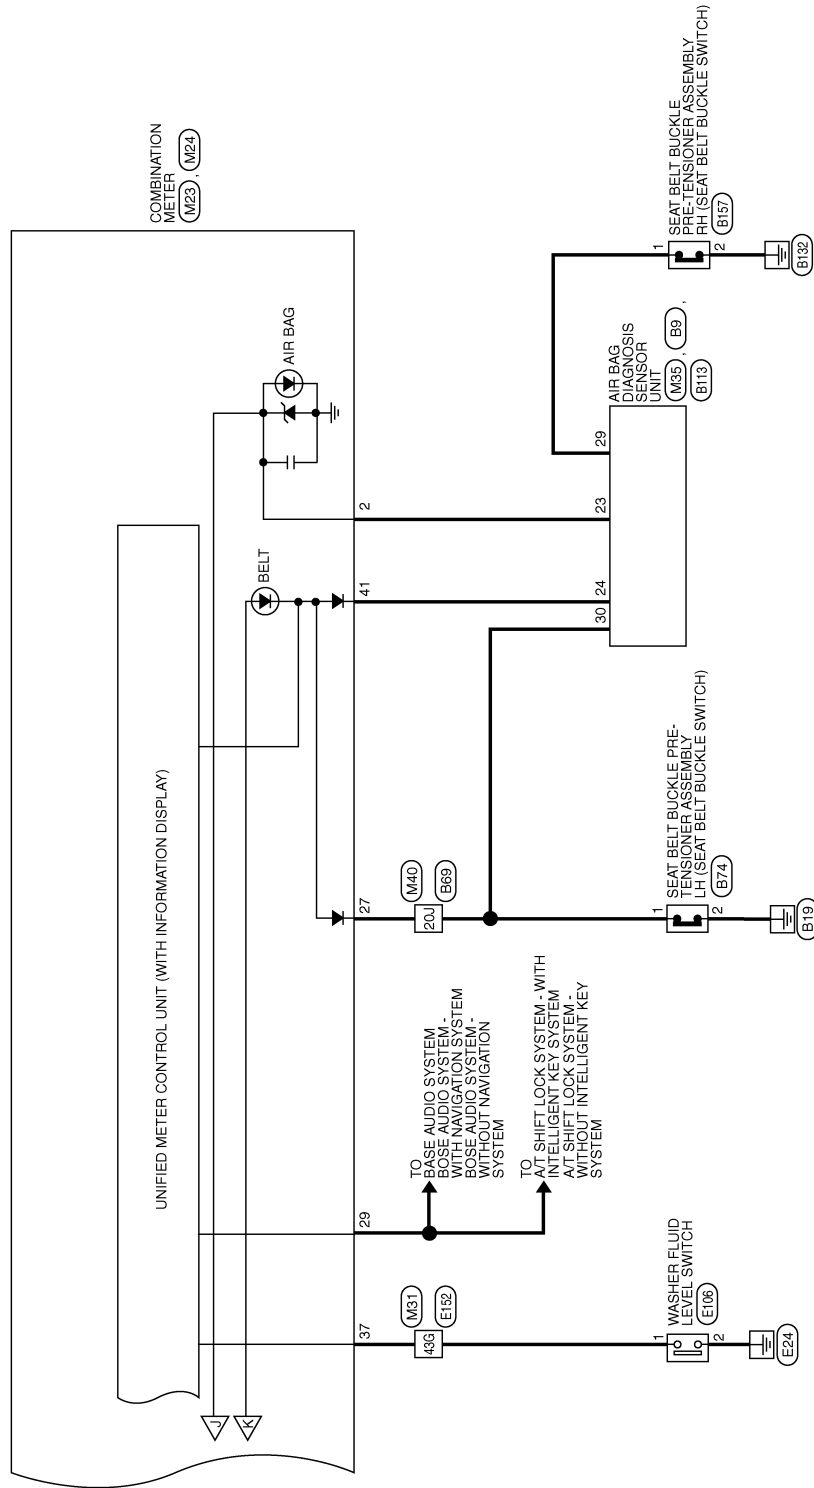 COMBINATION
METER
M23 , M24
UNIFIED METER CONTROL UNIT (WITH INFORMATION DISPLAY)
J
K
BELT
AIR BAG
37
29
27
41
2
43G
M31
E152
TO
BASE AUDIO SYSTEM
BOSE AUDIO SYSTEM -
WITH NAVIGATION SYSTEM
BOSE AUDIO SYSTEM -
WITHOUT NAVIGATION
SYSTEM
TO
A/T SHIFT LOCK SYSTEM - WITH
INTELLIGENT KEY SYSTEM
A/T SHIFT LOCK SYSTEM -
WITHOUT INTELLIGENT KEY
SYSTEM
20J
M40
B69
30
24
23
29
AIR BAG
DIAGNOSIS
SENSOR
UNIT
M35 , B9 ,
B113
1
2
WASHER FLUID
LEVEL SWITCH
E106
E24
1
2
SEAT BELT BUCKLE PRE-
TENSIONER ASSEMBLY
LH (SEAT BELT BUCKLE SWITCH)
B74
B19
1
2
SEAT BELT BUCKLE
PRE-TENSIONER ASSEMBLY
RH (SEAT BELT BUCKLE SWITCH)
B157
B132